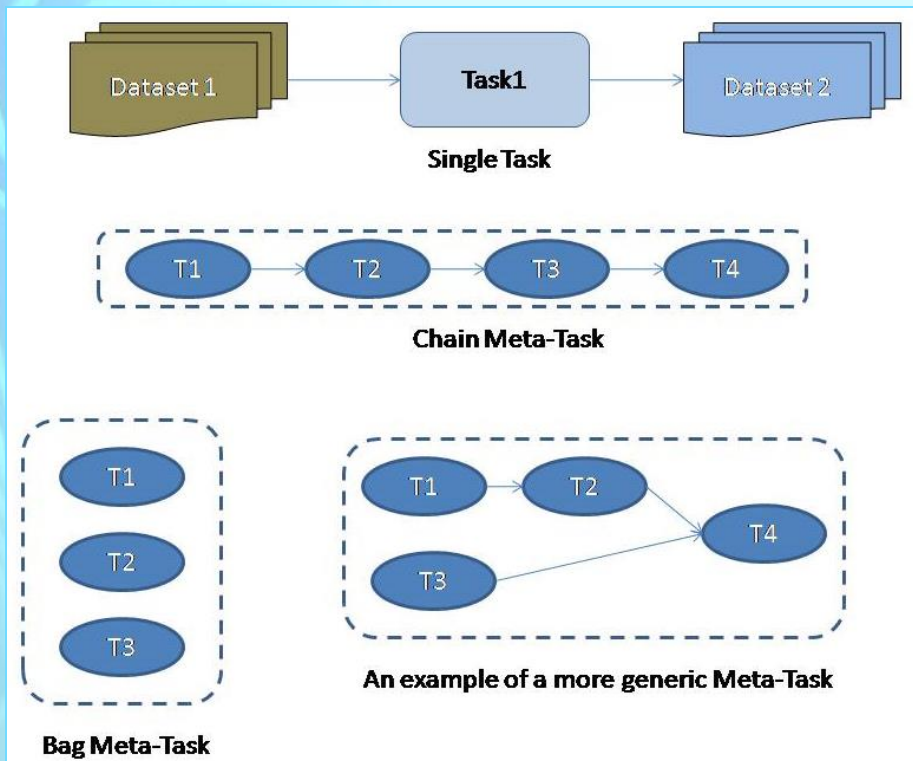 Dataset 1
Task1
Dataset 2
Single Task
T1
T2
T3
T4
Chain Meta-Task
T1
T2
T3
Bag Meta-Task
T1
T2
T3
T4
An example of a more generic Meta-Task